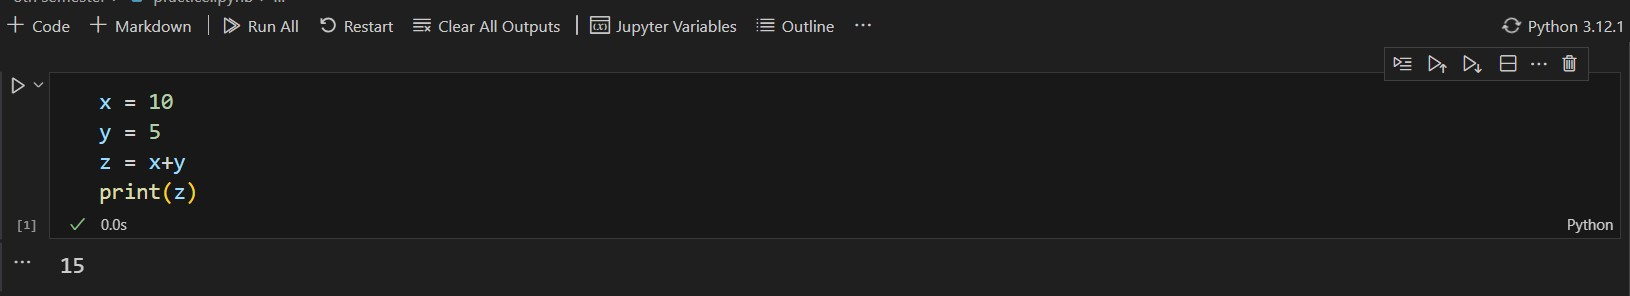 Code Markdown Run All Restart Clear All Outputs Jupyter Variables Outline ... Python 3.12.1
x = 10
y = 5
z = x+y
print(z)
[1] 0.0s Python
15